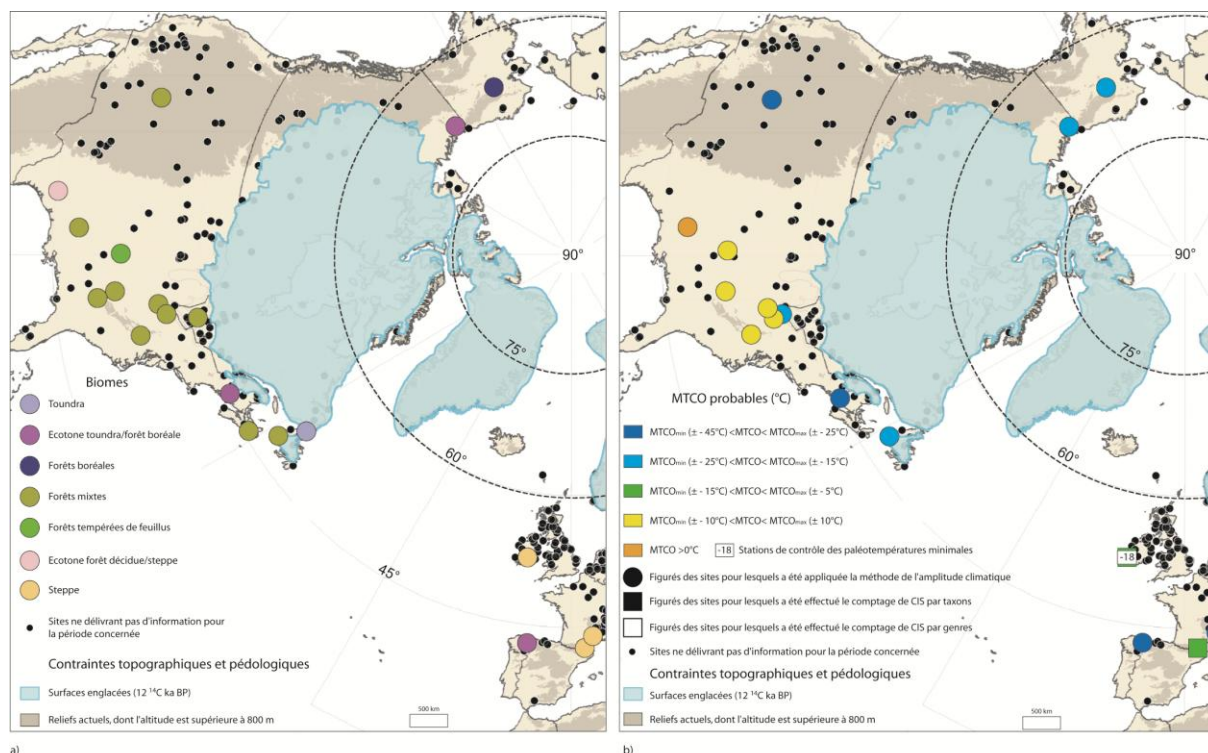 90°
75°
60°
45°
Biomes
Toundra
Ecotone toundra/forêt boréale
Forêts boréales
Forêts mixtes
Forêts tempérées de feuillus
Ecotone forêt décidue/steppe
Steppe
Sites ne délivrant pas d'information pour
la période concernée
Contraintes topographiques et pédologiques
Surfaces englacées (12 ¹⁴C ka BP)
Reliefs actuels, dont l'altitude est supérieure à 800 m
500 km
a)
90°
75°
60°
45°
-18
MTCO probables (°C)
MTCOmin (± - 45°C) <MTCO< MTCOmax (± - 25°C)
MTCOmin (± - 25°C) <MTCO< MTCOmax (± - 15°C)
MTCOmin (± - 15°C) <MTCO< MTCOmax (± - 5°C)
MTCOmin (± - 10°C) <MTCO< MTCOmax (± 10°C)
MTCO >0°C -18 Stations de contrôle des paléotempératures minimales
Figurés des sites pour lesquels a été appliquée la méthode de l'amplitude climatique
Figurés des sites pour lesquels a été effectué le comptage de CIS par taxons
Figurés des sites pour lesquels a été effectué le comptage de CIS par genres
Sites ne délivrant pas d'information pour la période concernée
Contraintes topographiques et pédologiques
Surfaces englacées (12 ¹⁴C ka BP)
Reliefs actuels, dont l'altitude est supérieure à 800 m
500 km
b)